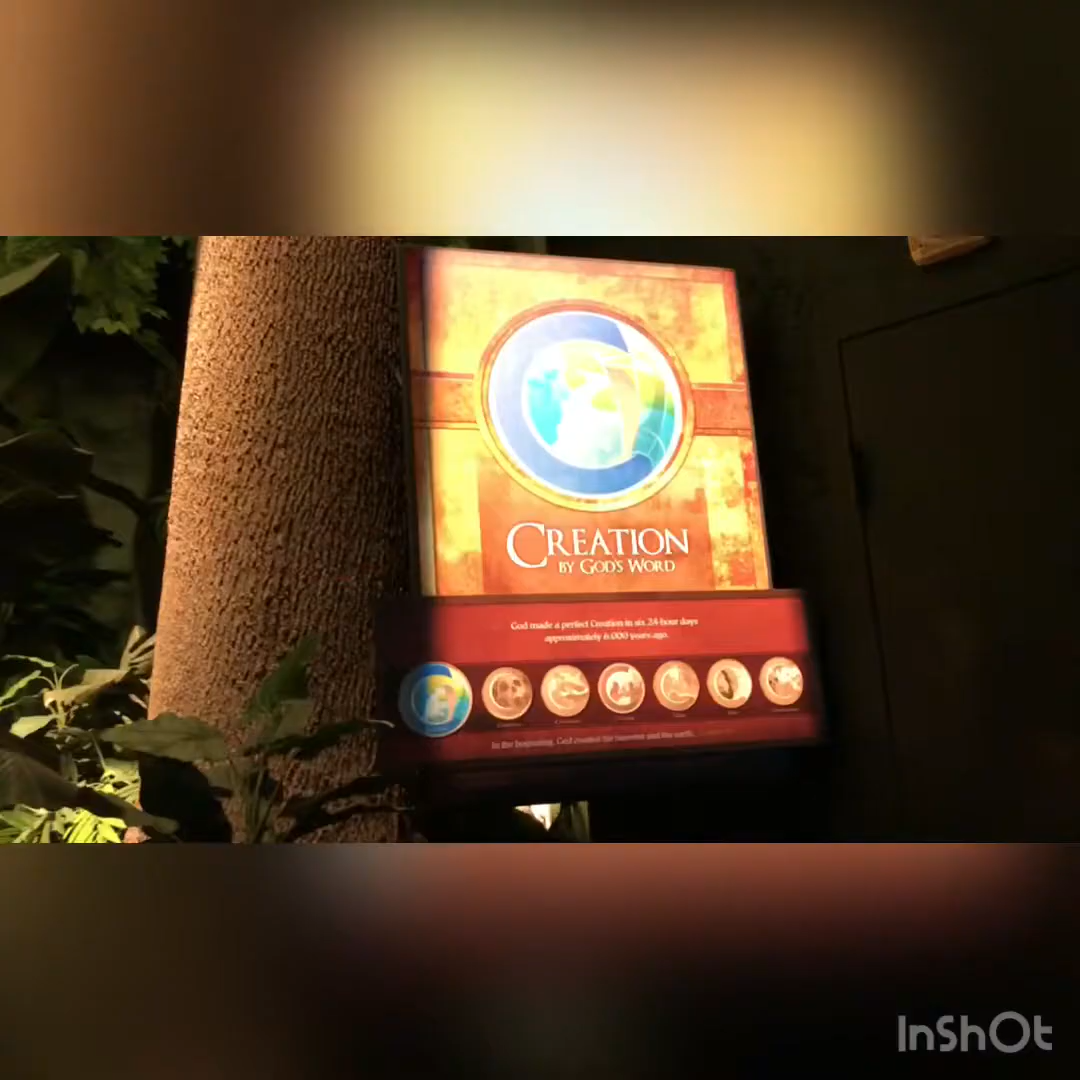 CREATION
BY GOD'S WORD
God made a perfect Creation in six 24-hour days
approximately 6,000 years ago.
In the beginning, God created the heavens and the earth.
InShOt